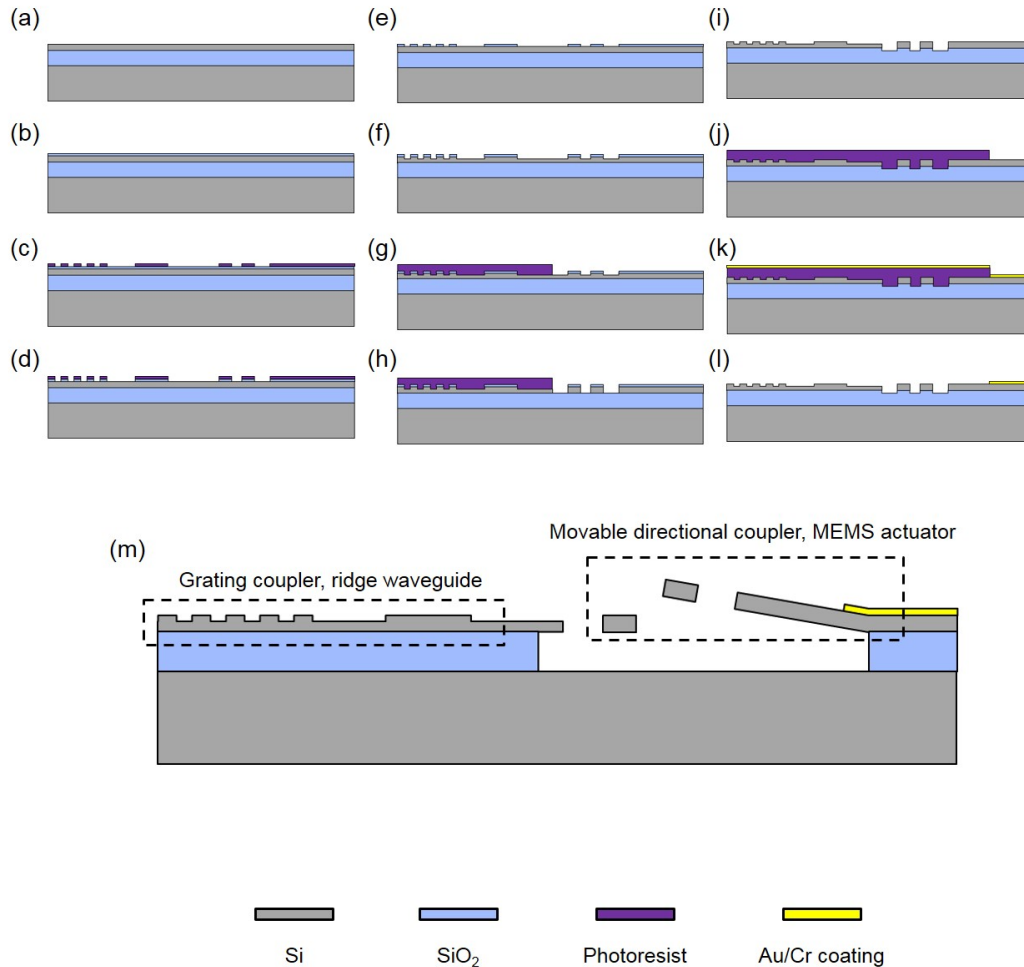 (a)
(e)
(i)
(b)
(f)
(j)
(c)
(g)
(k)
(d)
(h)
(l)
(m)
Movable directional coupler, MEMS actuator
Grating coupler, ridge waveguide
Si
SiO₂
Photoresist
Au/Cr coating